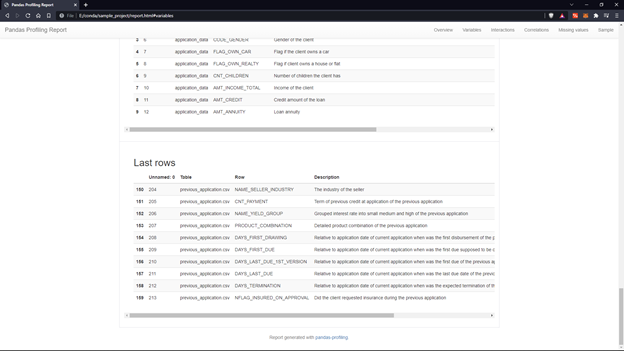 Pandas Profiling Report
File | E:/conda/sample_project/report.html#variables
Pandas Profiling Report Overview Variables Interactions Correlations Missing values Sample
3 6 application_data CODE_GENDER Gender of the client
4 7 application_data FLAG_OWN_CAR Flag if the client owns a car
5 8 application_data FLAG_OWN_REALTY Flag if client owns a house or flat
6 9 application_data CNT_CHILDREN Number of children the client has
7 10 application_data AMT_INCOME_TOTAL Income of the client
8 11 application_data AMT_CREDIT Credit amount of the loan
9 12 application_data AMT_ANNUITY Loan annuity
Last rows
Unnamed: 0 Table Row Description
150 204 previous_application.csv NAME_SELLER_INDUSTRY The industry of the seller
151 205 previous_application.csv CNT_PAYMENT Term of previous credit at application of the previous application
152 206 previous_application.csv NAME_YIELD_GROUP Grouped interest rate into small medium and high of the previous application
153 207 previous_application.csv PRODUCT_COMBINATION Detailed product combination of the previous application
154 208 previous_application.csv DAYS_FIRST_DRAWING Relative to application date of current application when was the first disbursement of the p
155 209 previous_application.csv DAYS_FIRST_DUE Relative to application date of current application when was the first due supposed to be
156 210 previous_application.csv DAYS_LAST_DUE_1ST_VERSION Relative to application date of current application when was the first due of the previous a
157 211 previous_application.csv DAYS_LAST_DUE Relative to application date of current application when was the last due date of the previo
158 212 previous_application.csv DAYS_TERMINATION Relative to application date of current application when was the expected termination of th
159 213 previous_application.csv NFLAG_INSURED_ON_APPROVAL Did the client requested insurance during the previous application
Report generated with pandas-profiling.